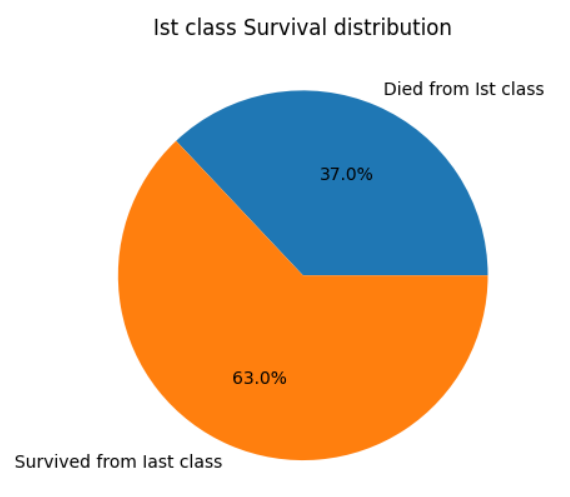 Ist class Survival distribution
Died from Ist class
37.0%
63.0%
Survived from Iast class